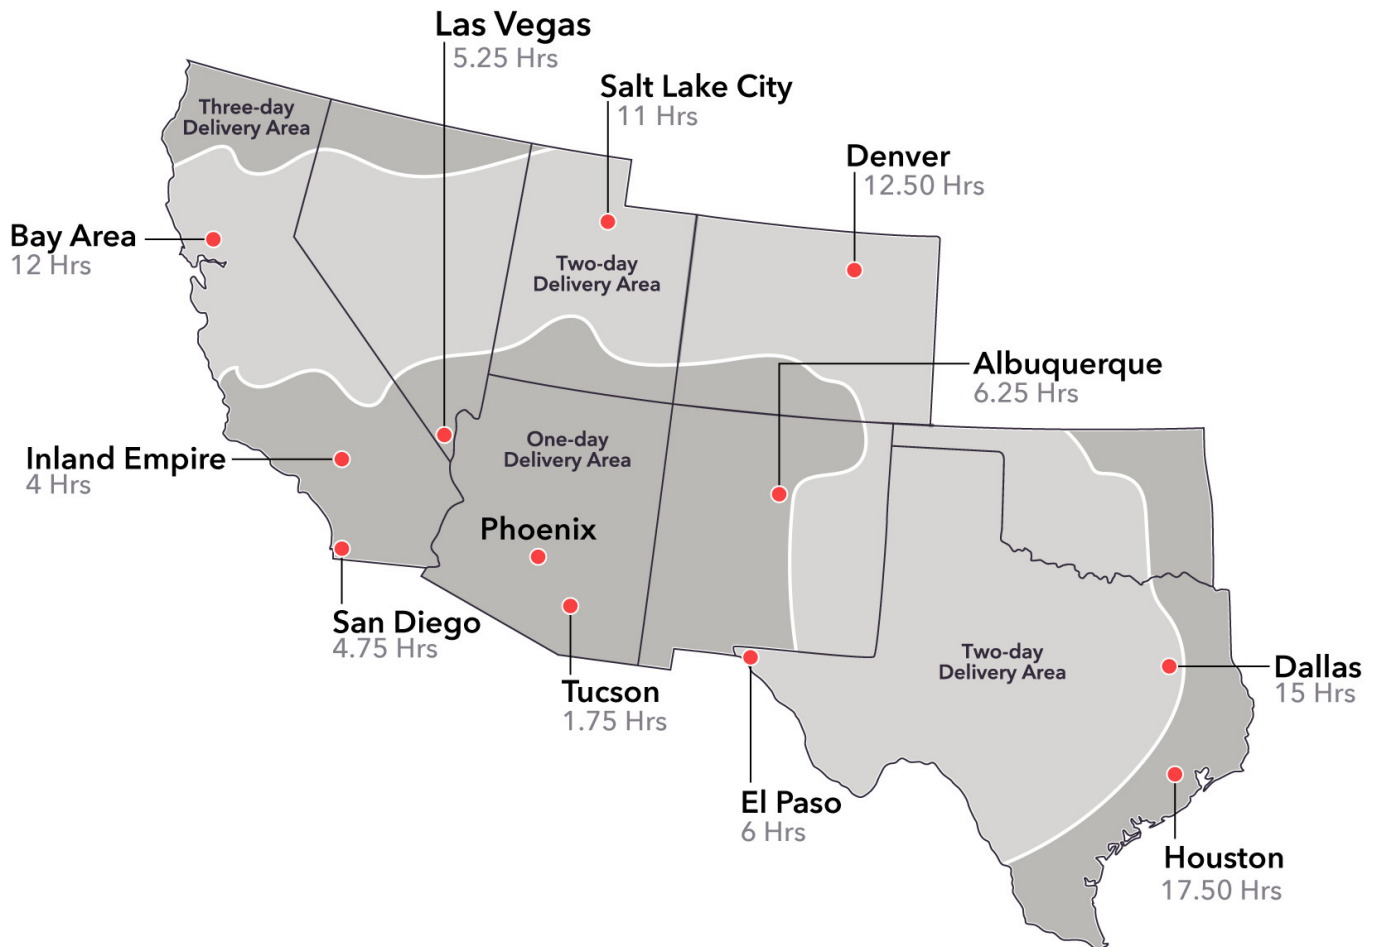 Las Vegas
5.25 Hrs
Salt Lake City
11 Hrs
Three-day
Delivery Area
Denver
12.50 Hrs
Bay Area
12 Hrs
Two-day
Delivery Area
Albuquerque
6.25 Hrs
One-day
Delivery Area
Inland Empire
4 Hrs
Phoenix
San Diego
4.75 Hrs
Two-day
Delivery Area
Dallas
15 Hrs
Tucson
1.75 Hrs
El Paso
6 Hrs
Houston
17.50 Hrs